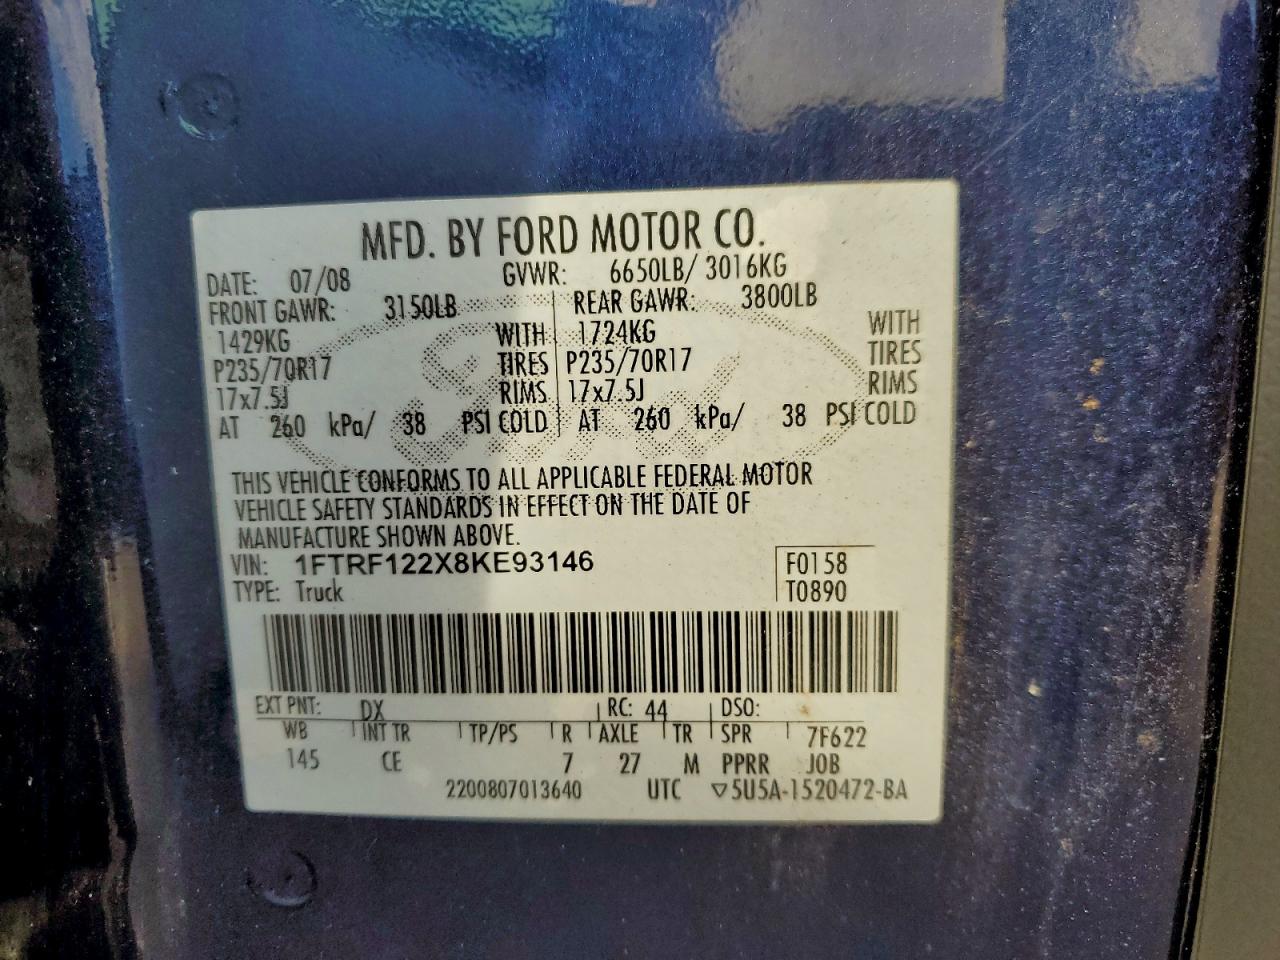 MFD. BY FORD MOTOR CO.
DATE: 07/08 GVWR: 6650LB/ 3016KG
FRONT GAWR: 3150LB REAR GAWR: 3800LB
1429KG WITH 1724KG WITH
P235/70R17 TIRES P235/70R17 TIRES
17x7.5J RIMS 17x7.5J RIMS
AT 260 kPa/ 38 PSI COLD AT 260 kPa/ 38 PSI COLD
THIS VEHICLE CONFORMS TO ALL APPLICABLE FEDERAL MOTOR
VEHICLE SAFETY STANDARDS IN EFFECT ON THE DATE OF
MANUFACTURE SHOWN ABOVE.
VIN: 1FTRF122X8KE93146 F0158
TYPE: Truck T0890
EXT PNT: DX RC: 44 DSO:
WB INT TR TP/PS R AXLE TR SPR 7F622
145 CE 7 27 M PPRR JOB
2200807013640 UTC ▽5U5A-1520472-BA